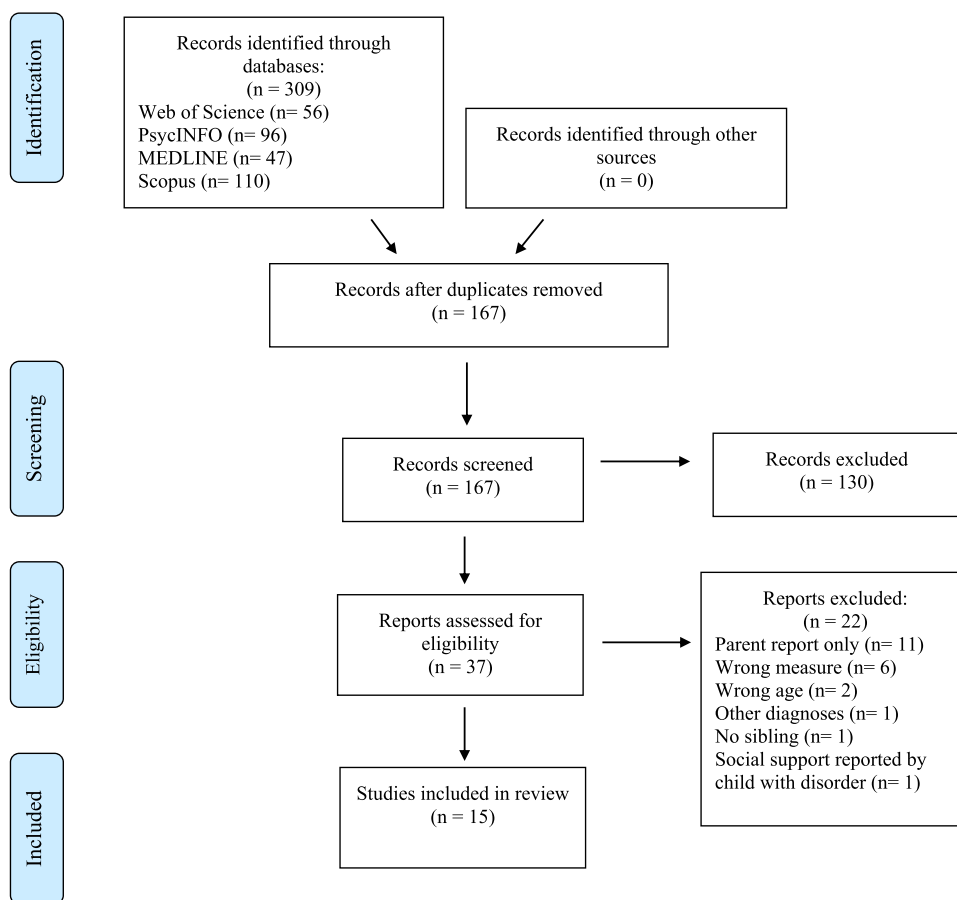 Identification
Records identified through
databases:
(n = 309)
Web of Science (n= 56)
PsycINFO (n= 96)
MEDLINE (n= 47)
Scopus (n= 110)
Records identified through other
sources
(n = 0)
Records after duplicates removed
(n = 167)
Screening
Records screened
(n = 167)
Records excluded
(n = 130)
Eligibility
Reports assessed for
eligibility
(n = 37)
Reports excluded:
(n = 22)
Parent report only (n= 11)
Wrong measure (n= 6)
Wrong age (n= 2)
Other diagnoses (n= 1)
No sibling (n= 1)
Social support reported by
child with disorder (n= 1)
Included
Studies included in review
(n = 15)